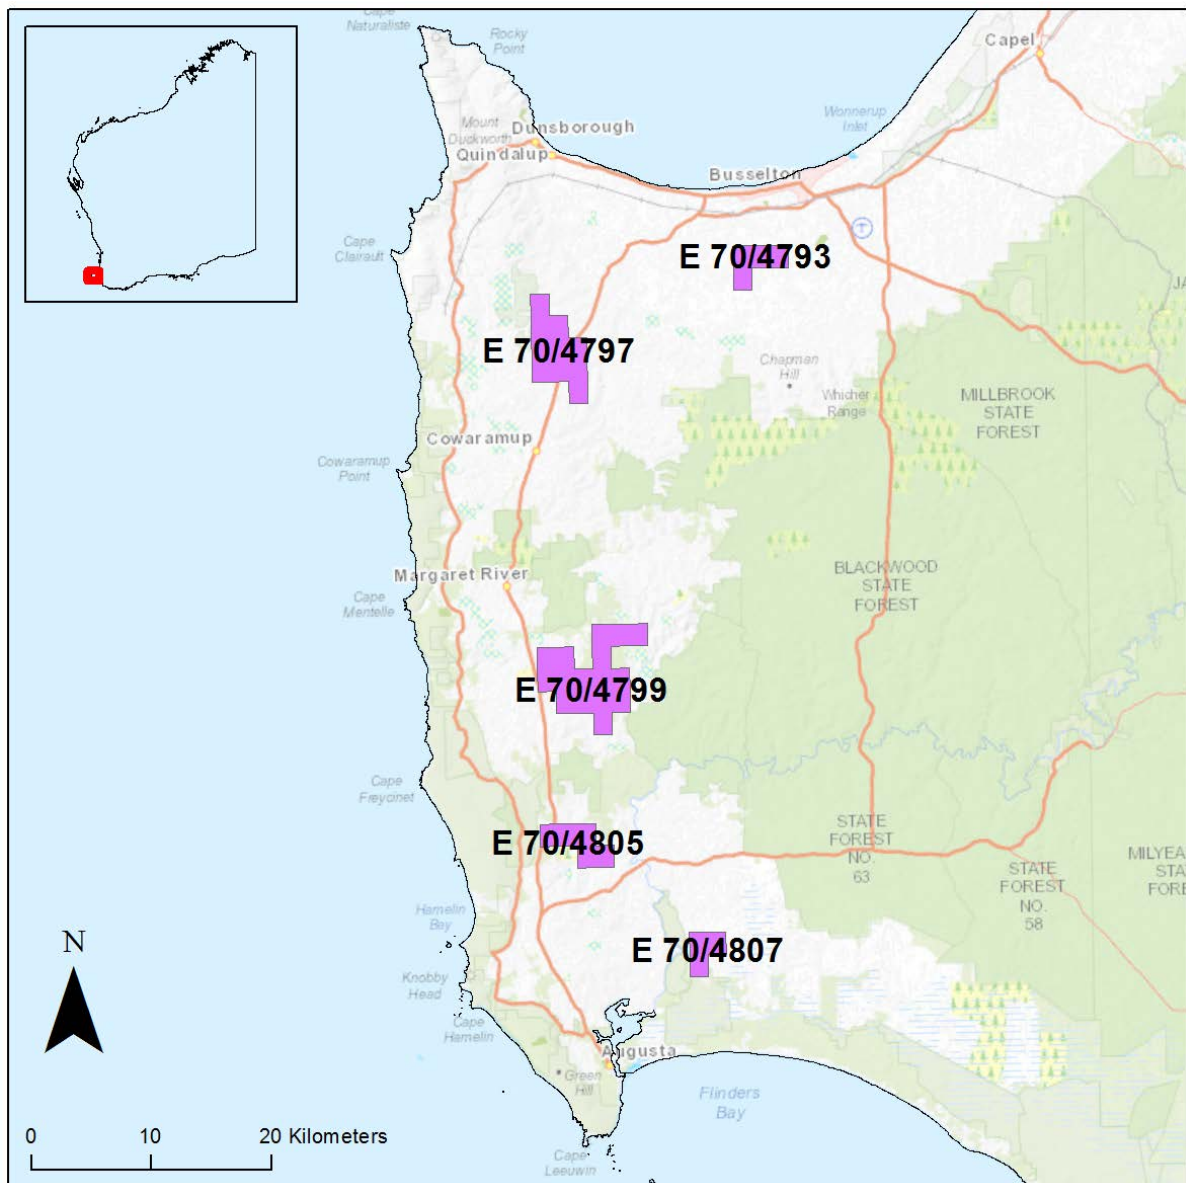 Cape
Naturaliste
Rocky
Point
Capel
Mount
Duckworth
Dunsborough
Quindalup
Wonnerup
Inlet
Busselton
Cape
Clairault
E 70/4793
E 70/4797
Chapman
Hill
Whicher
Range
MILLBROOK
STATE
FOREST
JA
Cowaramup
Cowaramup
Point
Margaret River
BLACKWOOD
STATE
FOREST
Cape
Mentelle
E 70/4799
Cape
Freycinet
E 70/4805
STATE
FOREST
NO.
63
STATE
FOREST
NO.
58
MILYEA
STA
FORE
Hamelin
Bay
E 70/4807
Knobby
Head
Cape
Hamelin
Augusta
Green
Hill
Flinders
Bay
Cape
Leeuwin
N
0 10 20 Kilometers